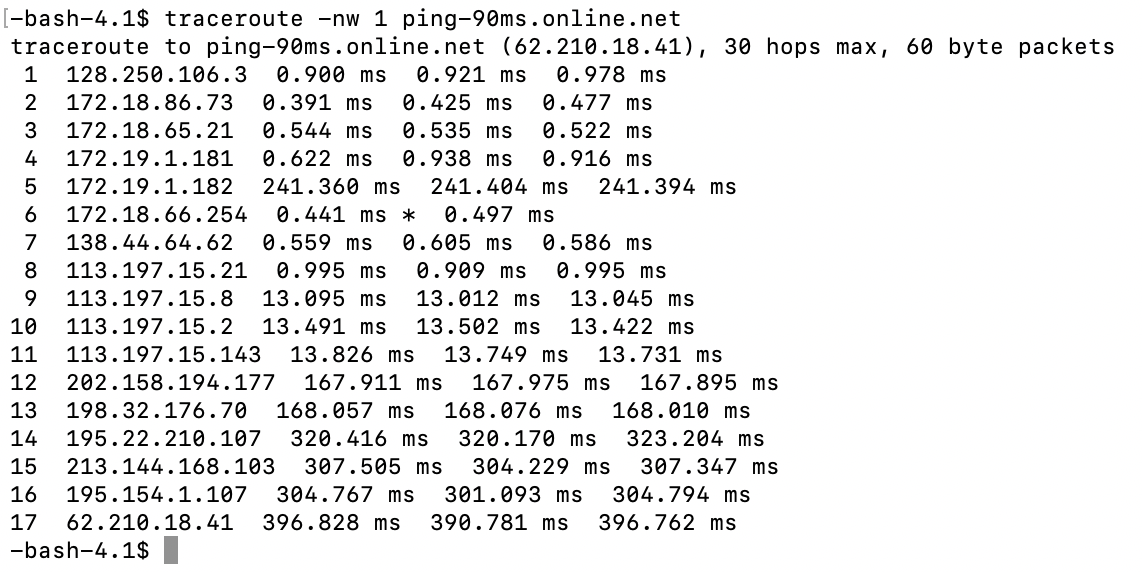 [-bash-4.1$ traceroute -nw 1 ping-90ms.online.net
traceroute to ping-90ms.online.net (62.210.18.41), 30 hops max, 60 byte packets
 1  128.250.106.3  0.900 ms  0.921 ms  0.978 ms
 2  172.18.86.73  0.391 ms  0.425 ms  0.477 ms
 3  172.18.65.21  0.544 ms  0.535 ms  0.522 ms
 4  172.19.1.181  0.622 ms  0.938 ms  0.916 ms
 5  172.19.1.182  241.360 ms  241.404 ms  241.394 ms
 6  172.18.66.254  0.441 ms *  0.497 ms
 7  138.44.64.62  0.559 ms  0.605 ms  0.586 ms
 8  113.197.15.21  0.995 ms  0.909 ms  0.995 ms
 9  113.197.15.8  13.095 ms  13.012 ms  13.045 ms
10  113.197.15.2  13.491 ms  13.502 ms  13.422 ms
11  113.197.15.143  13.826 ms  13.749 ms  13.731 ms
12  202.158.194.177  167.911 ms  167.975 ms  167.895 ms
13  198.32.176.70  168.057 ms  168.076 ms  168.010 ms
14  195.22.210.107  320.416 ms  320.170 ms  323.204 ms
15  213.144.168.103  307.505 ms  304.229 ms  307.347 ms
16  195.154.1.107  304.767 ms  301.093 ms  304.794 ms
17  62.210.18.41  396.828 ms  390.781 ms  396.762 ms
-bash-4.1$